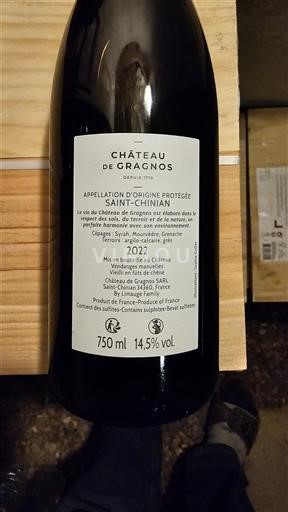 CHÂTEAU
DE GRAGNOS
DEPUIS 1710
APPELLATION D'ORIGINE PROTÉGÉE
SAINT-CHINIAN
Le vin du Château de Gragnos est élaboré dans le
respect des sols, du terroir et de la nature, en
parfaite harmonie avec son environnement.
Cépages : Syrah, Mourvèdre, Grenache
Terroirs : argilo-calcaire, grès
2022
Mis en bouteille au Château
Vendanges manuelles
Vieilli en fûts de chêne
Château de Gragnos SARL
Saint-Chinian 34360, France
By Limauge Family
Produit de France-Produce of France
Contient des sulfites-Contains sulphites-Bevat sulfieten
750 ml 14,5% vol.